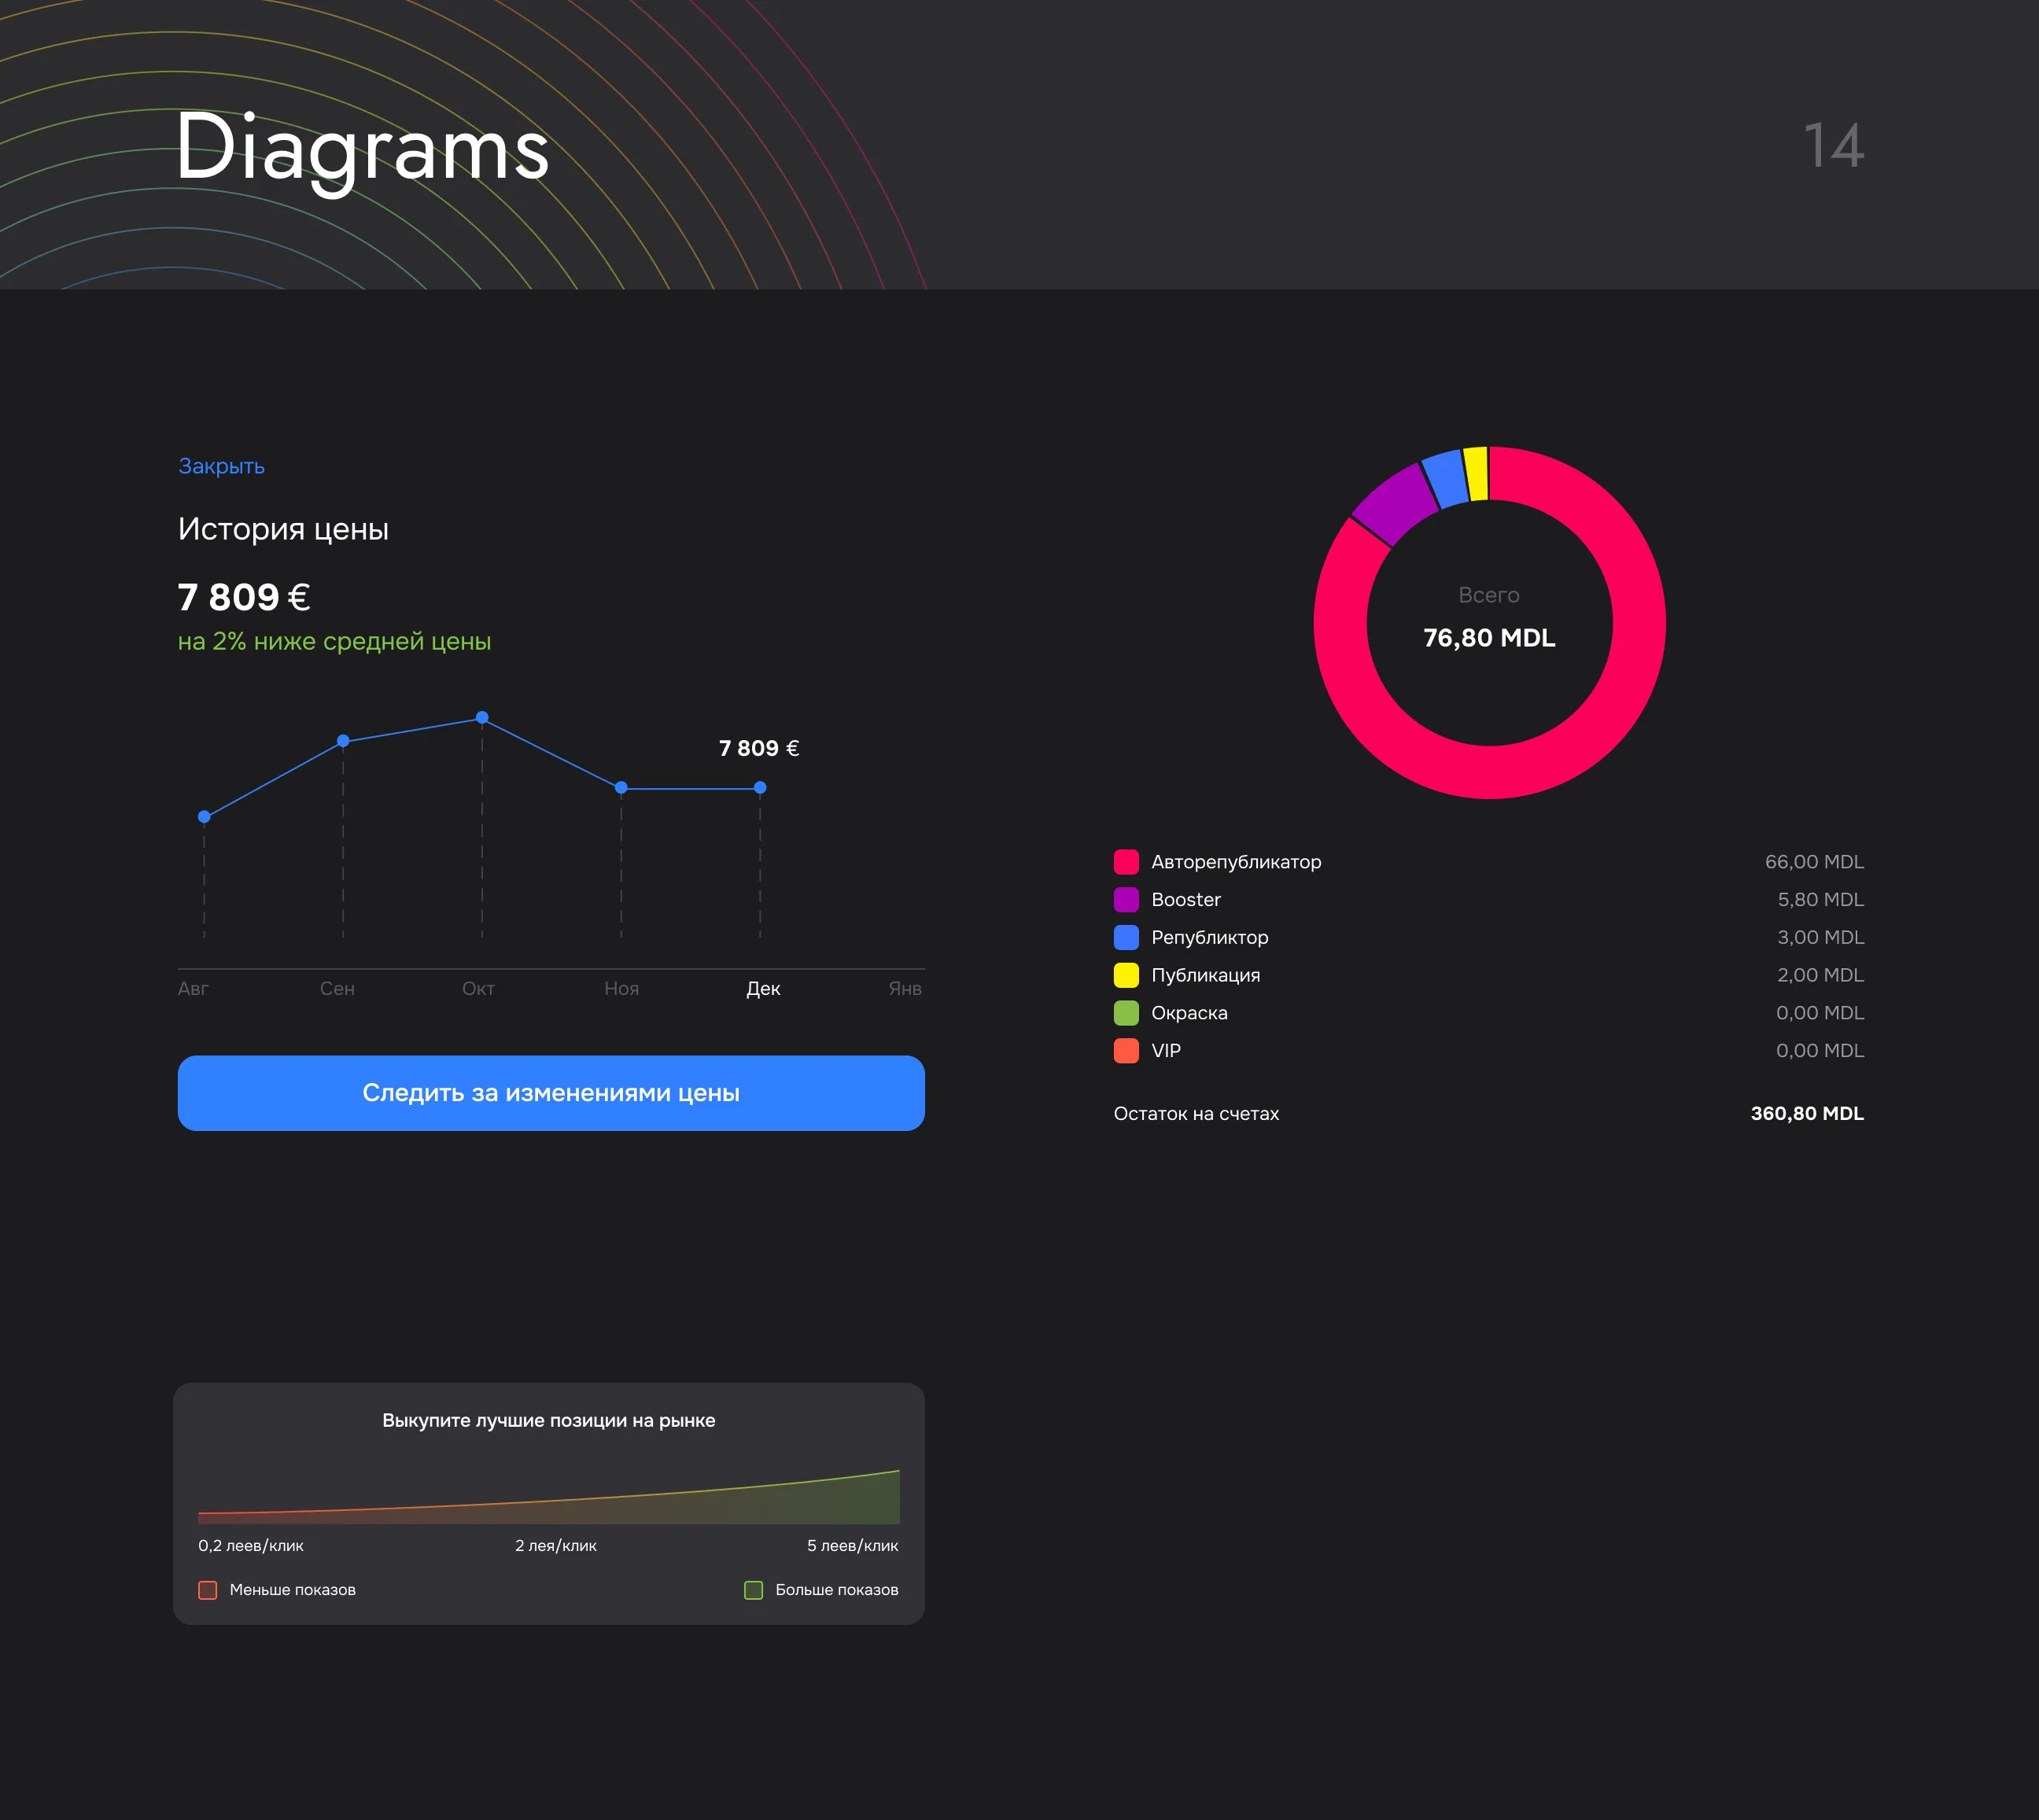 Diagrams
14
Закрыть
История цены
7 809 €
на 2% ниже средней цены
7 809 €
Авг Сен Окт Ноя Дек Янв
Следить за изменениями цены
Всего
76,80 MDL
Авторепубликатор 66,00 MDL
Booster 5,80 MDL
Републиктор 3,00 MDL
Публикация 2,00 MDL
Окраска 0,00 MDL
VIP 0,00 MDL
Остаток на счетах 360,80 MDL
Выкупите лучшие позиции на рынке
0,2 леев/клик 2 лея/клик 5 леев/клик
Меньше показов Больше показов